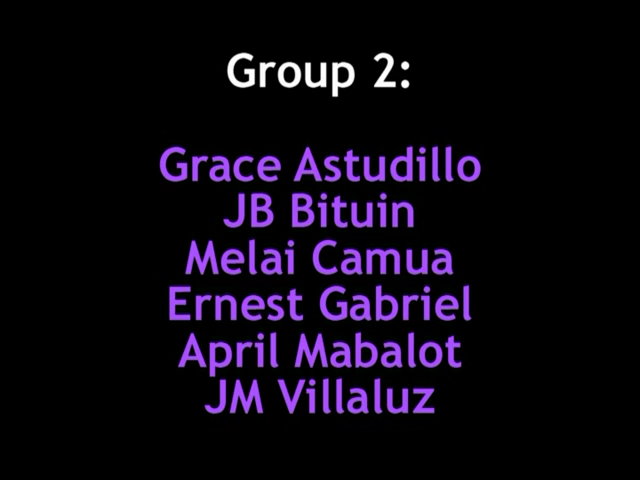 Group 2:
Grace Astudillo
JB Bituin
Melai Camua
Ernest Gabriel
April Mabalot
JM Villaluz